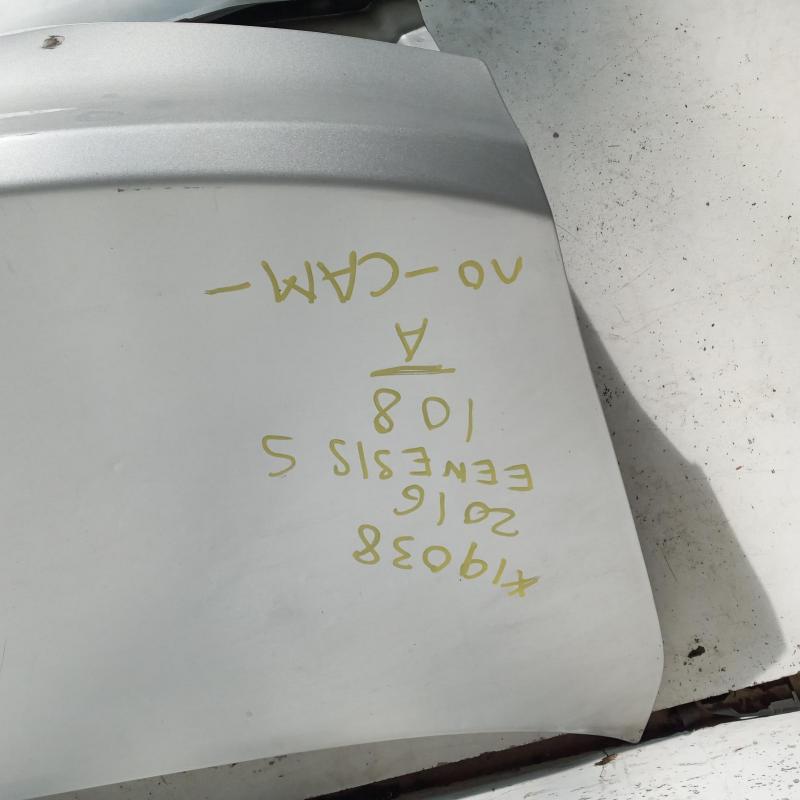 *19038
2016
GENESIS S
108
A
no-CAM-